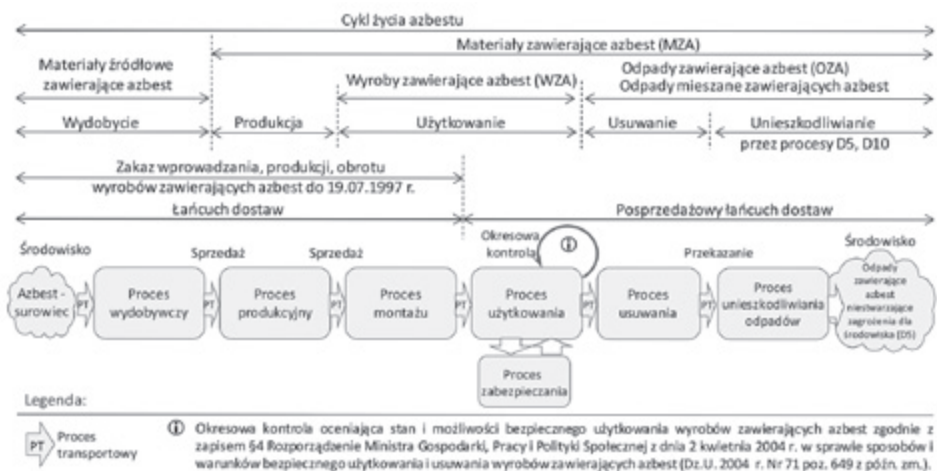 Cykl życia azbestu
Materiały zawierające azbest (MZA)
Materiały źródłowe
zawierające azbest
Wyroby zawierające azbest (WZA)
Odpady zawierające azbest (OZA)
Odpady mieszane zawierających azbest
Wydobycie
Produkcja
Użytkowanie
Usuwanie
Unieszkodliwianie
przez procesy D5, D10
Zakaz wprowadzania, produkcji, obrotu
wyrobów zawierających azbest do 19.07.1997 r.
Łańcuch dostaw
Posprzedażowy łańcuch dostaw
Środowisko
Sprzedaż
Sprzedaż
Okresowa
kontrola
Przekazanie
Środowisko
Azbest -
surowiec
PT
Proces
wydobywczy
PT
Proces
produkcyjny
PT
Proces
montażu
PT
Proces
użytkowania
PT
Proces
usuwania
PT
Proces
unieszkodliwiania
odpadów
Odpady
zawierające
azbest
niestwarzające
zagrożenia dla
środowiska (D5)
Proces
zabezpieczania
Legenda:
PT
Proces
transportowy
Okresowa kontrola oceniająca stan i możliwości bezpiecznego użytkowania wyrobów zawierających azbest zgodnie z
zapisem §4 Rozporządzenie Ministra Gospodarki, Pracy i Polityki Społecznej z dnia 2 kwietnia 2004 r. w sprawie sposobów i
warunków bezpiecznego użytkowania i usuwania wyrobów zawierających azbest (Dz.U. 2004 r. Nr 71 poz. 649 z późn. zm.).